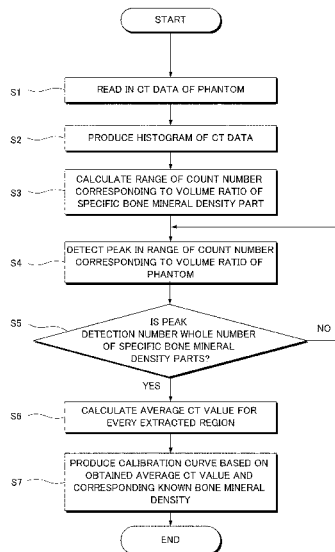 START
S1
READ IN CT DATA OF PHANTOM
S2
PRODUCE HISTOGRAM OF CT DATA
S3
CALCULATE RANGE OF COUNT NUMBER
CORRESPONDING TO VOLUME RATIO OF
SPECIFIC BONE MINERAL DENSITY PART
S4
DETECT PEAK IN RANGE OF COUNT NUMBER
CORRESPONDING TO VOLUME RATIO OF
PHANTOM
S5
IS PEAK
DETECTION NUMBER WHOLE NUMBER
OF SPECIFIC BONE MINERAL
DENSITY PARTS?
NO
YES
S6
CALCULATE AVERAGE CT VALUE FOR
EVERY EXTRACTED REGION
S7
PRODUCE CALIBRATION CURVE BASED ON
OBTAINED AVERAGE CT VALUE AND
CORRESPONDING KNOWN BONE MINERAL
DENSITY
END